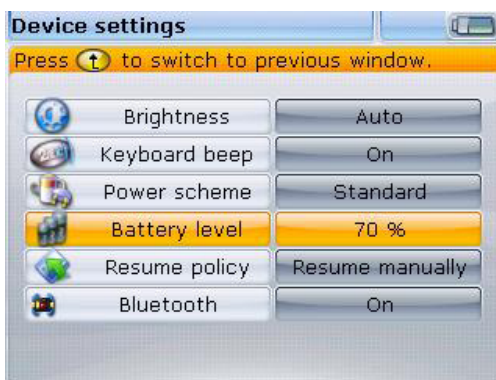 Device settings
Press to switch to previous window.
Brightness Auto
Keyboard beep On
Power scheme Standard
Battery level 70 %
Resume policy Resume manually
Bluetooth On